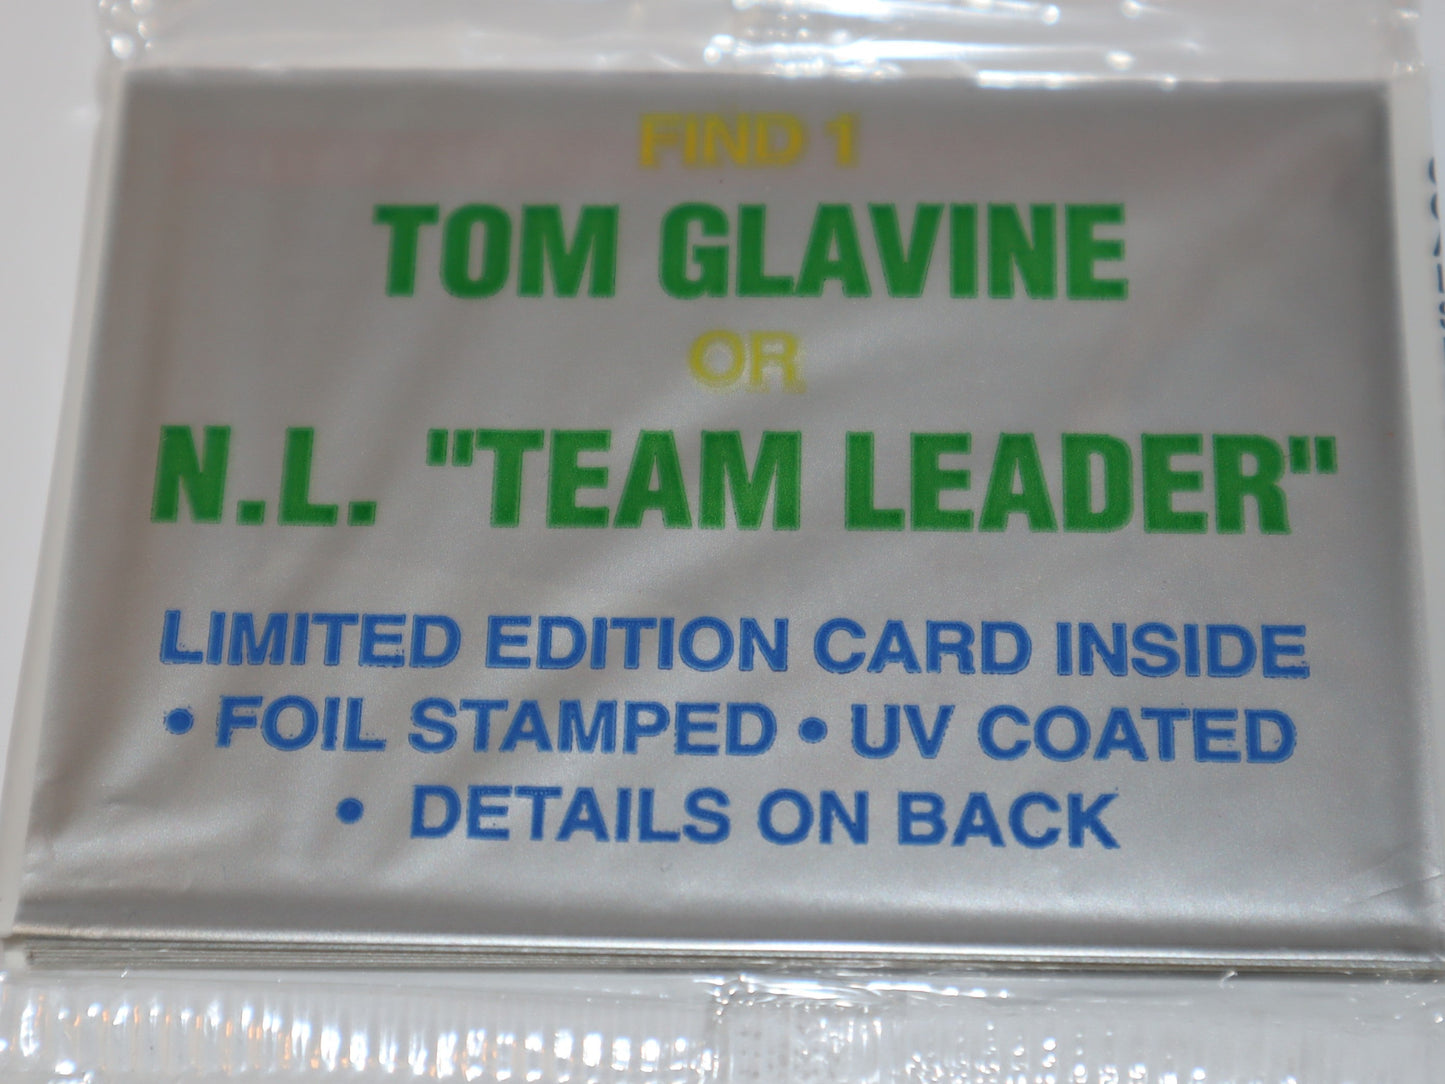 FIND 1
TOM GLAVINE
OR
N.L. "TEAM LEADER"
LIMITED EDITION CARD INSIDE
• FOIL STAMPED • UV COATED
• DETAILS ON BACK